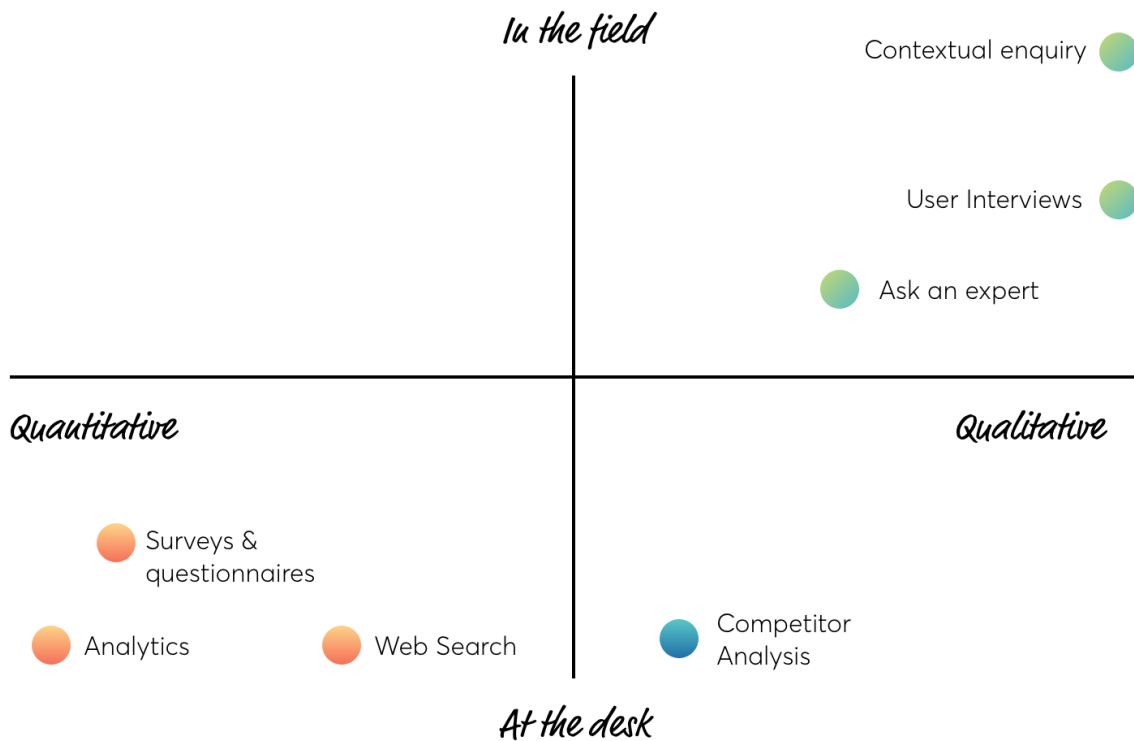 In the field
Contextual enquiry
User Interviews
Ask an expert
Quantitative
Qualitative
Surveys &
questionnaires
Analytics
Web Search
Competitor
Analysis
At the desk